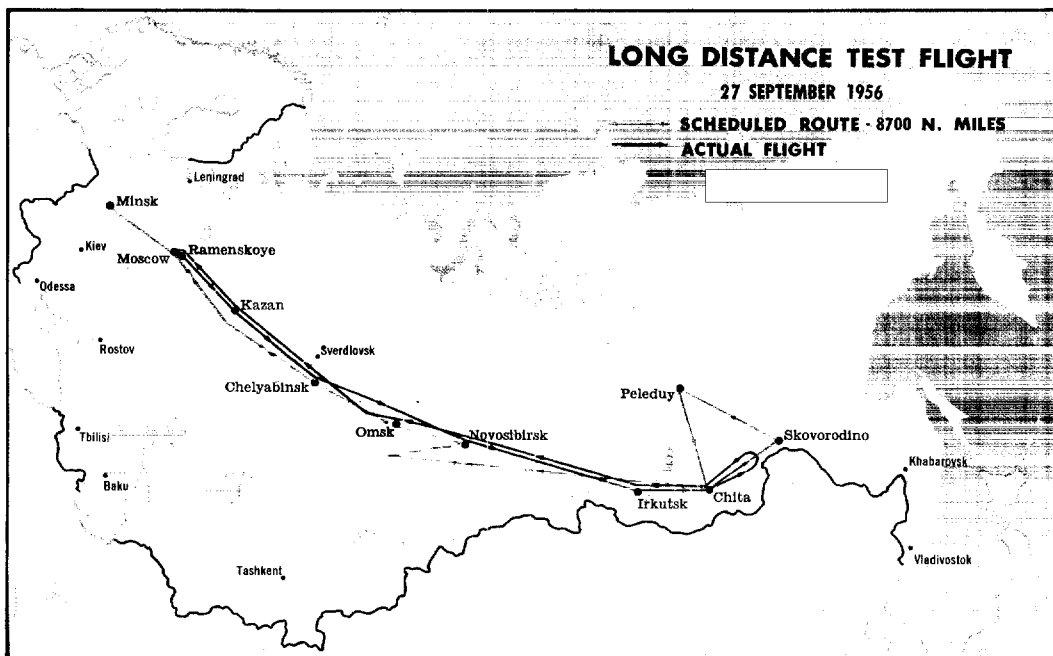 LONG DISTANCE TEST FLIGHT
27 SEPTEMBER 1956
SCHEDULED ROUTE - 8700 N. MILES
ACTUAL FLIGHT
Leningrad
Minsk
Kiev
Ramenskoye
Moscow
Odessa
Kazan
Rostov
Sverdlovsk
Chelyabinsk
Peleduy
Omsk
Novosibirsk
Skovorodino
Tbilisi
Khabarovsk
Baku
Irkutsk
Chita
Vladivostok
Tashkent